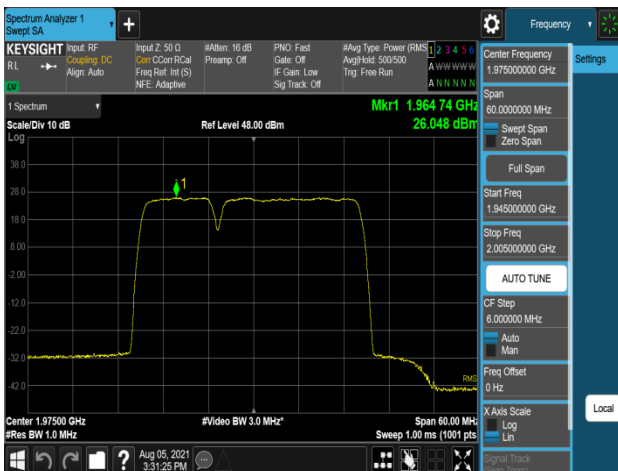 Spectrum Analyzer 1
Swept SA
+
Frequency
KEYSIGHT
RL
LU
Input: RF
Coupling: DC
Align: Auto
Input Z: 50 Ω
Corr CCorr RCal
Freq Ref: Int (S)
NFE: Adaptive
#Atten: 16 dB
Preamp: Off
PNO: Fast
Gate: Off
IF Gain: Low
Sig Track: Off
#Avg Type: Power (RMS
Avg|Hold: 500/500
Trig: Free Run
1 2 3 4 5 6
A W W W W W
A N N N N N
1 Spectrum
Scale/Div 10 dB
Log
Ref Level 48.00 dBm
Mkr1 1.964 74 GHz
26.048 dBm
38.0
28.0
18.0
8.00
-2.00
-12.0
-22.0
-32.0
-42.0
1
RMS
Center 1.97500 GHz
#Res BW 1.0 MHz
#Video BW 3.0 MHz*
Span 60.00 MHz
Sweep 1.00 ms (1001 pts
?
Aug 05, 2021
3:31:25 PM
Center Frequency
1.975000000 GHz
Span
60.0000000 MHz
Swept Span
Zero Span
Full Span
Start Freq
1.945000000 GHz
Stop Freq
2.005000000 GHz
AUTO TUNE
CF Step
6.000000 MHz
Auto
Man
Freq Offset
0 Hz
X Axis Scale
Log
Lin
Signal Track
Settings
Local